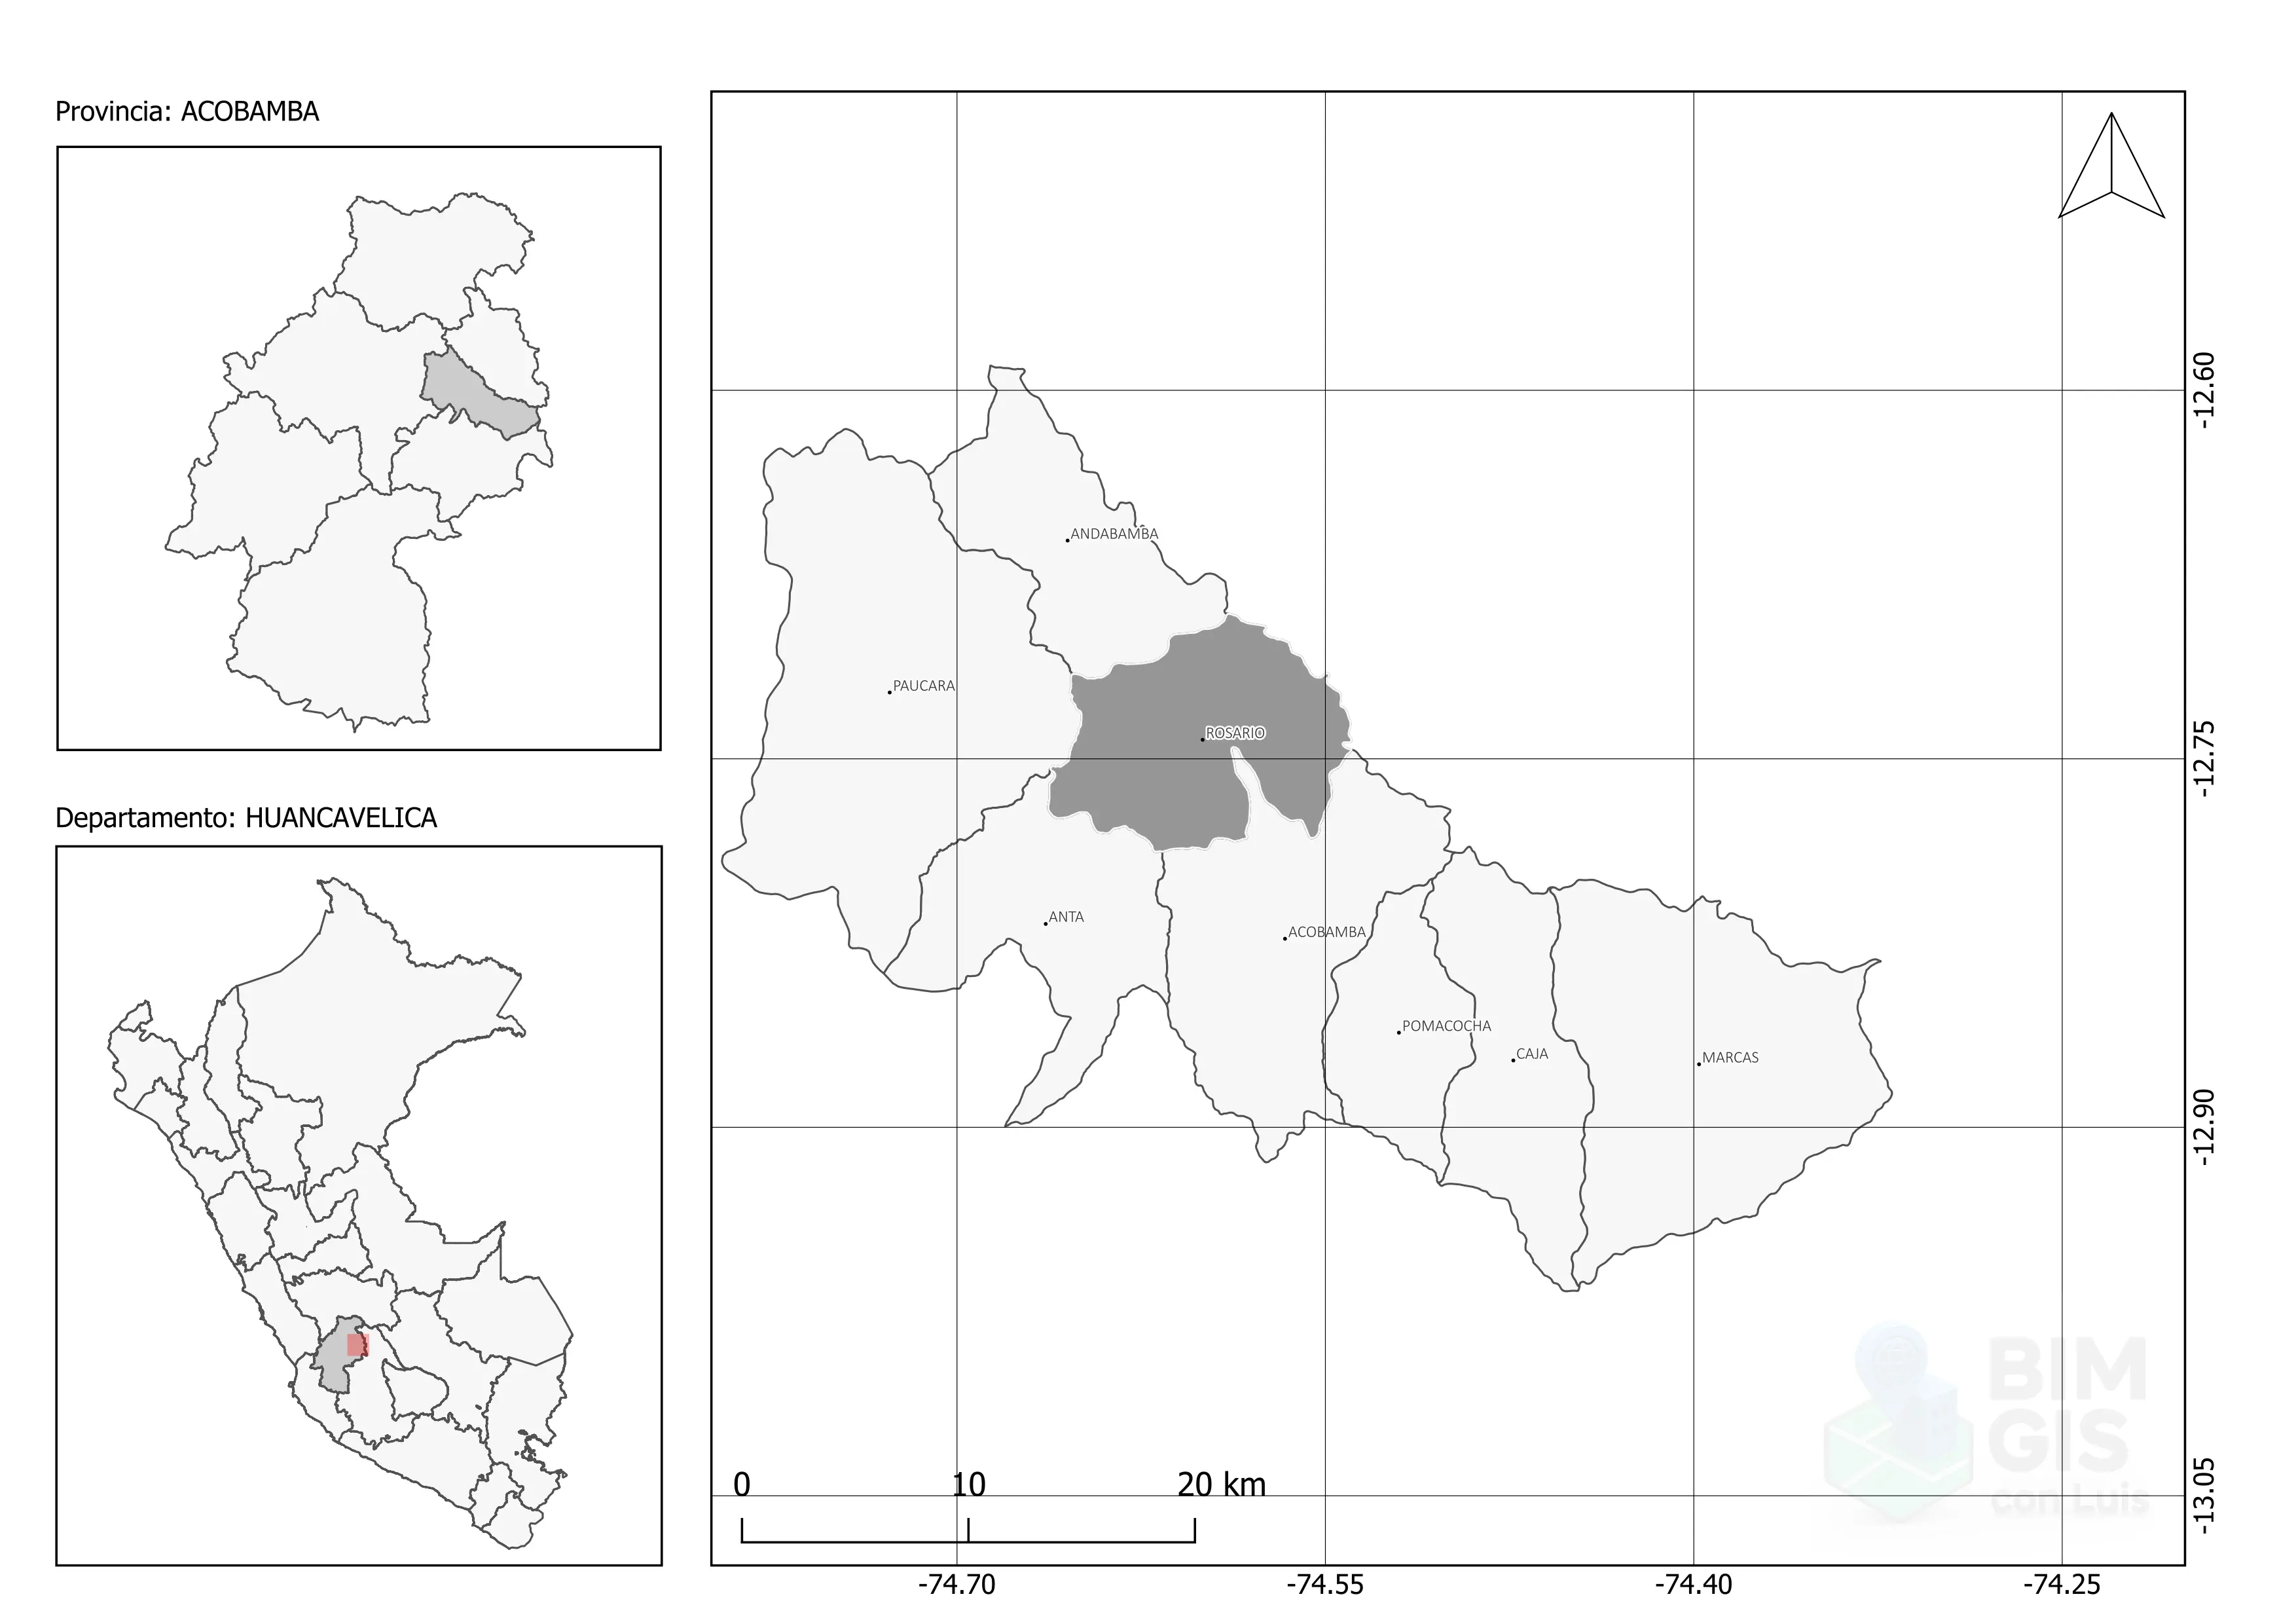 Provincia: ACOBAMBA
Departamento: HUANCAVELICA
ANDABAMBA
PAUCARA
ROSARIO
ANTA
ACOBAMBA
POMACOCHA
CAJA
MARCAS
-12.60
-12.75
-12.90
-13.05
BIM
GIS
con Luis
0 10 20 km
-74.70 -74.55 -74.40 -74.25